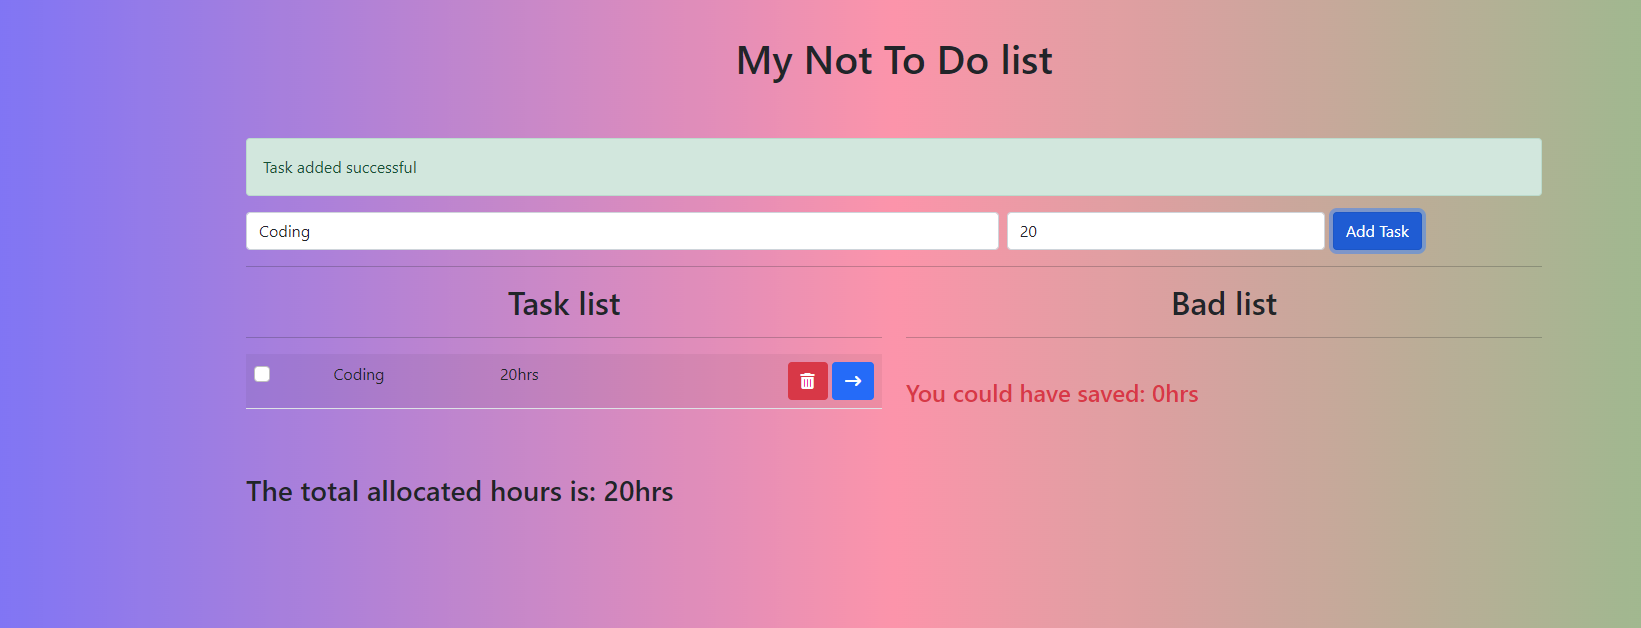 My Not To Do list
Task added successful
Coding
20
Add Task
Task list
Bad list
Coding
20hrs
You could have saved: 0hrs
The total allocated hours is: 20hrs